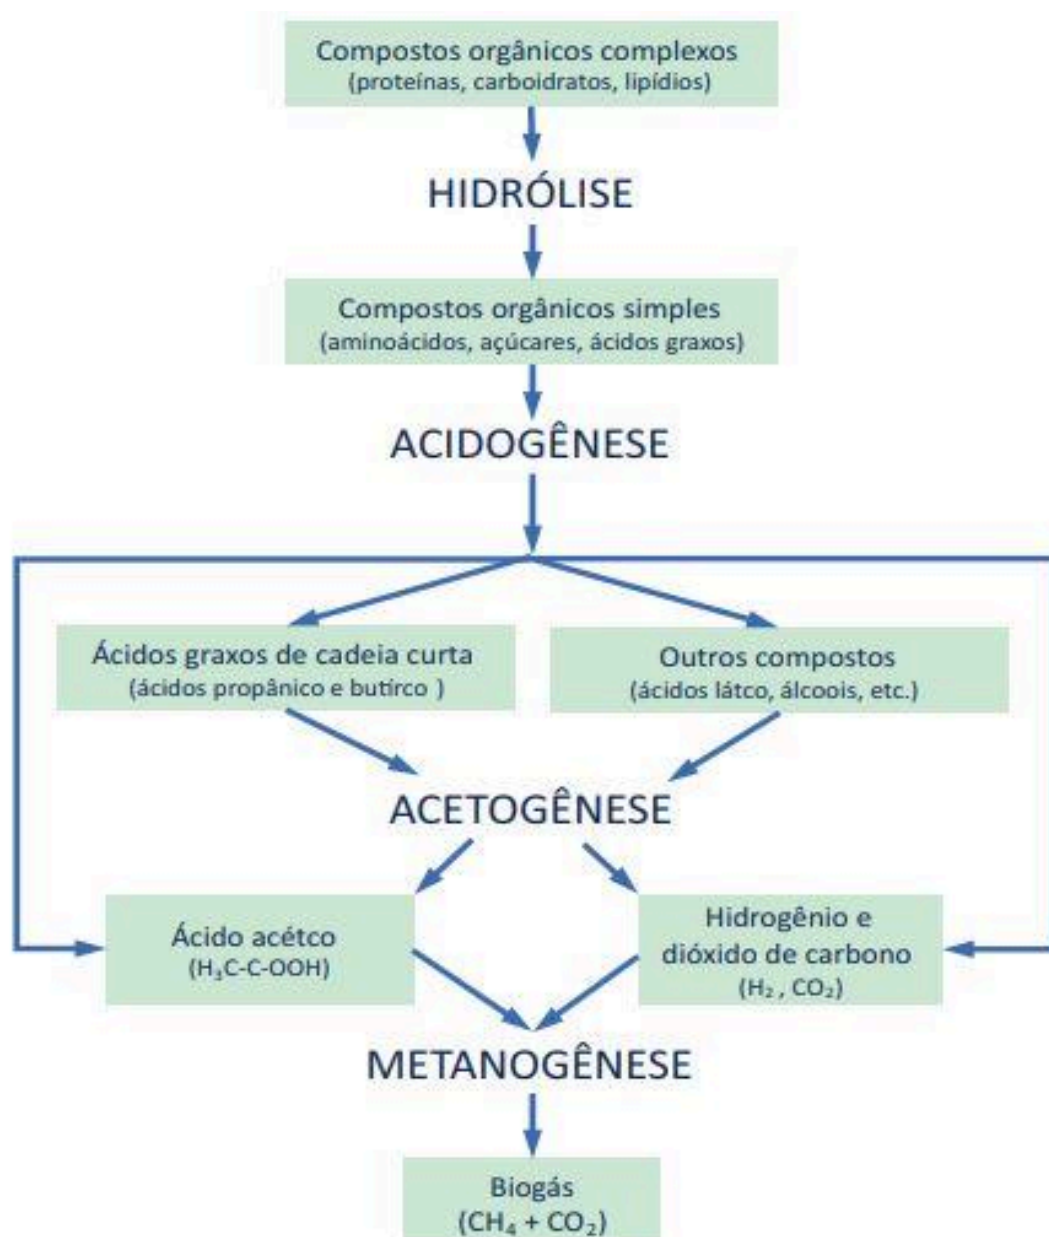 Compostos orgânicos complexos
(proteínas, carboidratos, lipídios)
HIDRÓLISE
Compostos orgânicos simples
(aminoácidos, açúcares, ácidos graxos)
ACIDOGÊNESE
Ácidos graxos de cadeia curta
(ácidos propânico e butírco )
Outros compostos
(ácidos látco, álcoois, etc.)
ACETOGÊNESE
Ácido acétco
(H₃C-C-OOH)
Hidrogênio e
dióxido de carbono
(H₂ , CO₂)
METANOGÊNESE
Biogás
(CH₄ + CO₂)